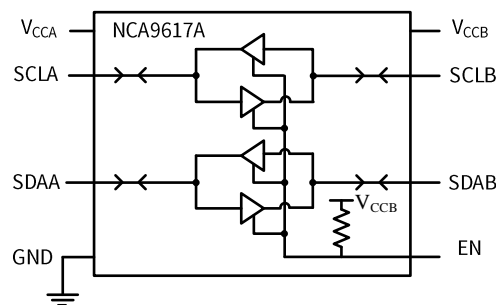 VCCA NCA9617A VCCB
SCLA SCLB
SDAA SDAB
VCCB
GND EN